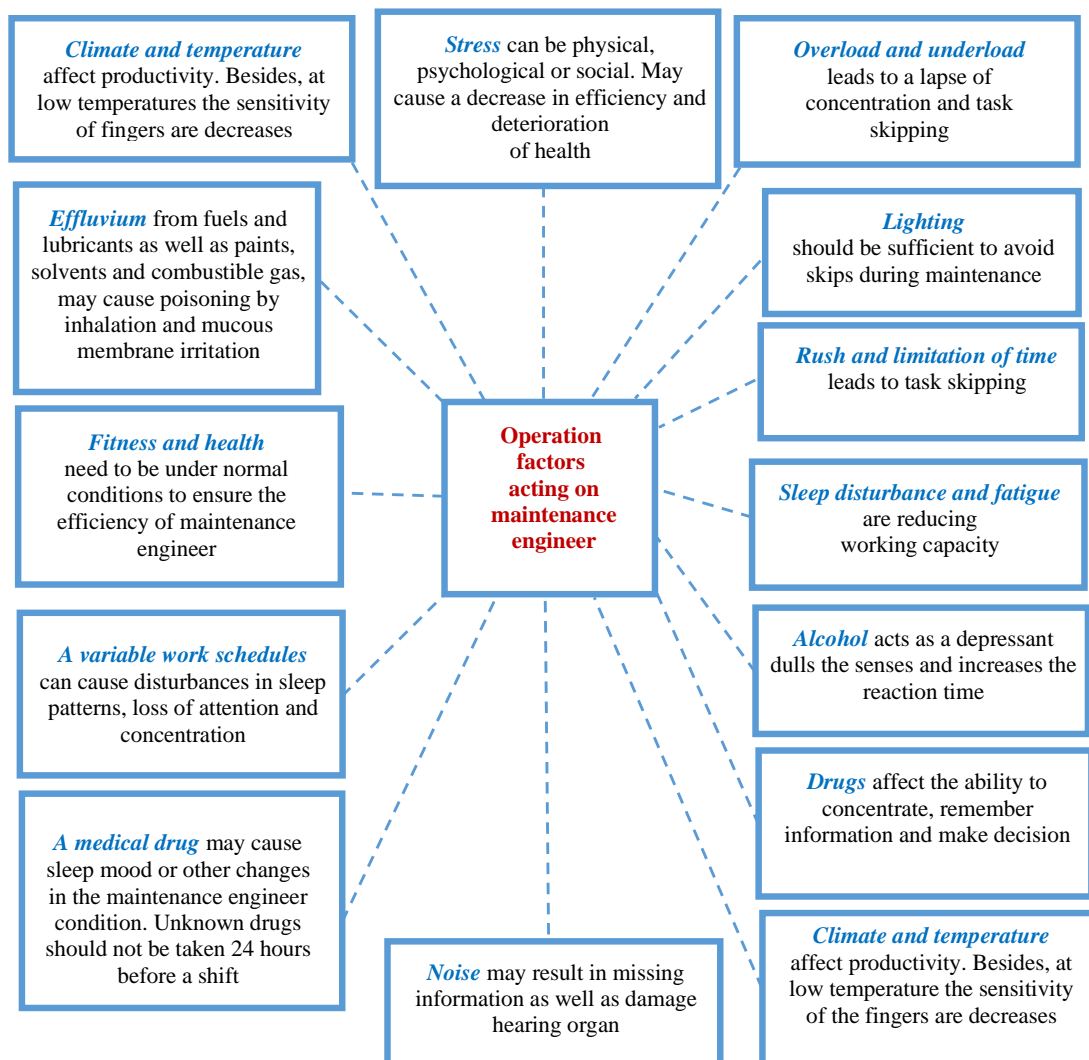 Climate and temperature
affect productivity. Besides, at
low temperatures the sensitivity
of fingers are decreases
Stress can be physical,
psychological or social. May
cause a decrease in efficiency and
deterioration
of health
Overload and underload
leads to a lapse of
concentration and task
skipping
Effluvium from fuels and
lubricants as well as paints,
solvents and combustible gas,
may cause poisoning by
inhalation and mucous
membrane irritation
Lighting
should be sufficient to avoid
skips during maintenance
Rush and limitation of time
leads to task skipping
Operation
factors
acting on
maintenance
engineer
Fitness and health
need to be under normal
conditions to ensure the
efficiency of maintenance
engineer
Sleep disturbance and fatigue
are reducing
working capacity
A variable work schedules
can cause disturbances in sleep
patterns, loss of attention and
concentration
Alcohol acts as a depressant
dulls the senses and increases the
reaction time
Drugs affect the ability to
concentrate, remember
information and make decision
A medical drug may cause
sleep mood or other changes
in the maintenance engineer
condition. Unknown drugs
should not be taken 24 hours
before a shift
Noise may result in missing
information as well as damage
hearing organ
Climate and temperature
affect productivity. Besides, at
low temperature the sensitivity
of the fingers are decreases